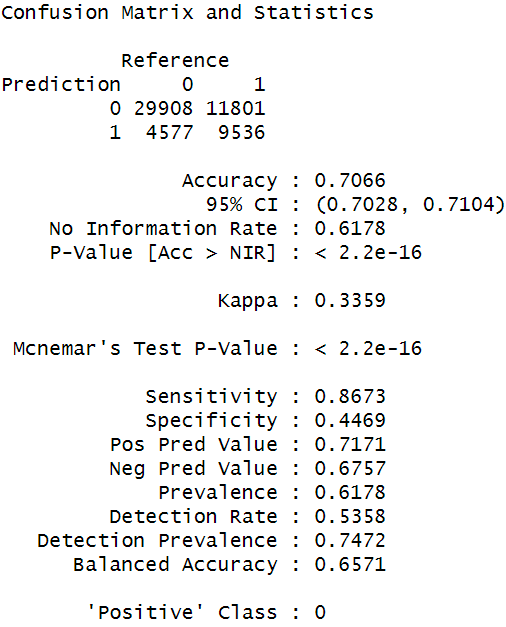 Confusion Matrix and Statistics
Reference
Prediction 0 1
0 29908 11801
1 4577 9536
Accuracy : 0.7066
95% CI : (0.7028, 0.7104)
No Information Rate : 0.6178
P-Value [Acc > NIR] : < 2.2e-16
Kappa : 0.3359
Mcnemar's Test P-Value : < 2.2e-16
Sensitivity : 0.8673
Specificity : 0.4469
Pos Pred Value : 0.7171
Neg Pred Value : 0.6757
Prevalence : 0.6178
Detection Rate : 0.5358
Detection Prevalence : 0.7472
Balanced Accuracy : 0.6571
'Positive' Class : 0